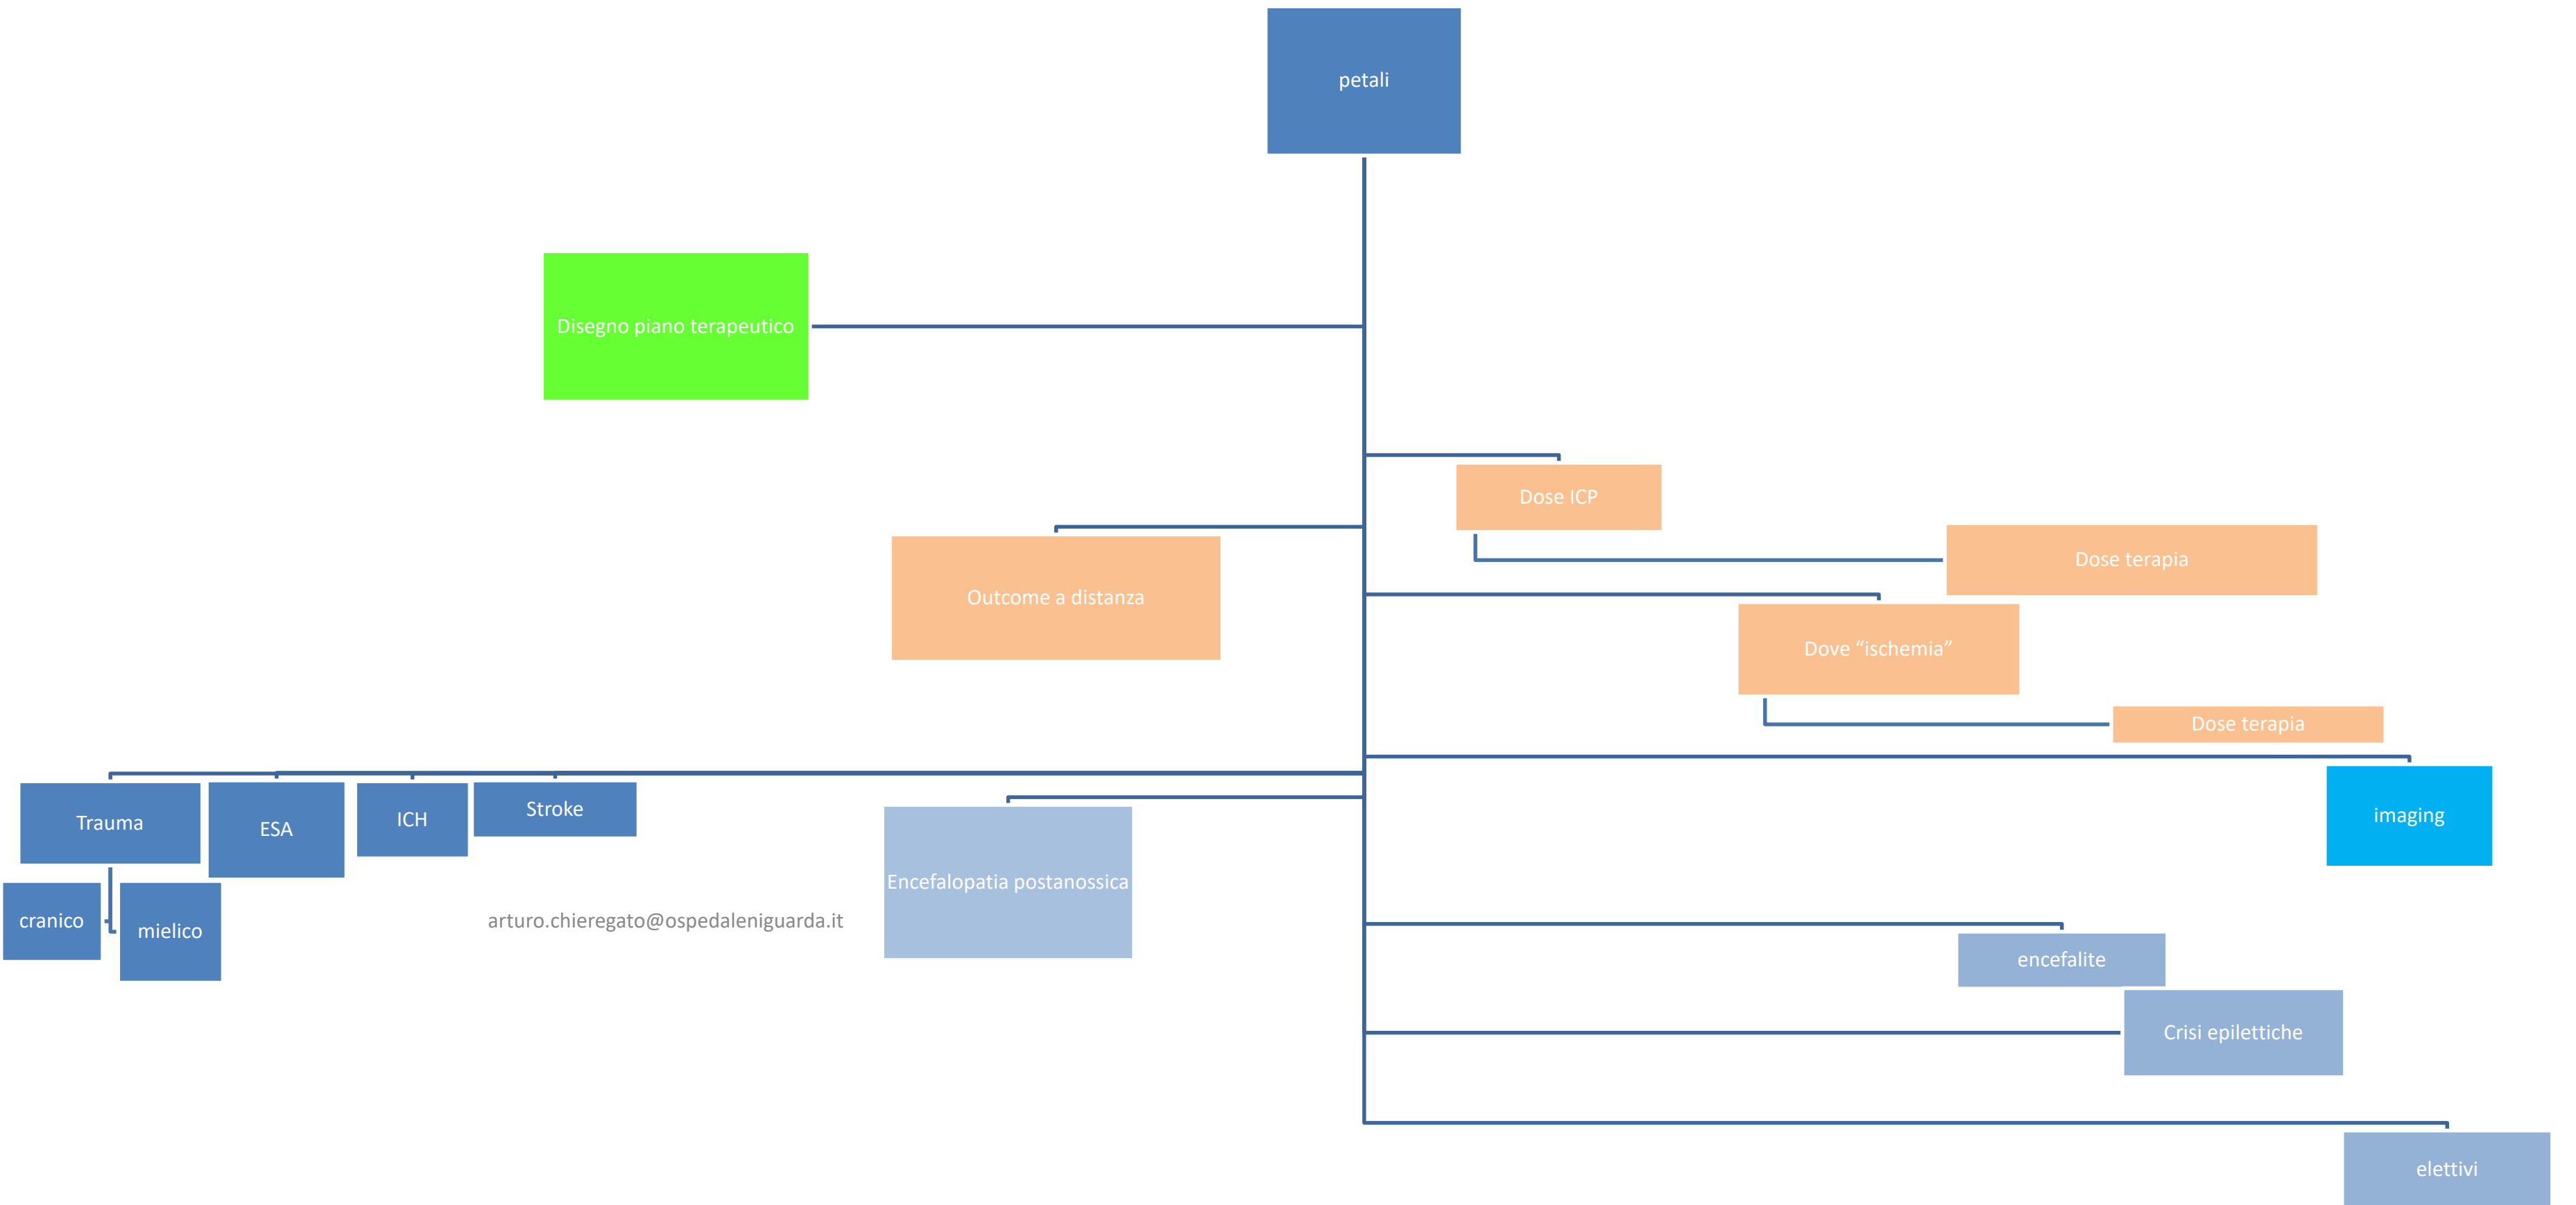 petali
Disegno piano terapeutico
Dose ICP
Dose terapia
Outcome a distanza
Dove “ischemia”
Dose terapia
Trauma
ESA
ICH
Stroke
imaging
Encefalopatia postanossica
cranico
mielico
arturo.chieregato@ospedaleniguarda.it
encefalite
Crisi epilettiche
elettivi